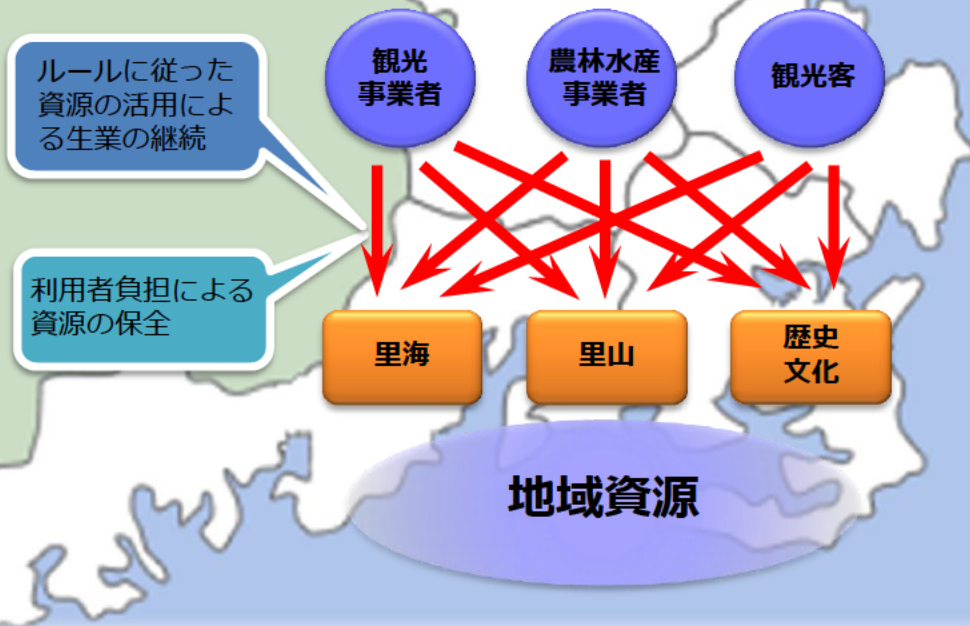 ルールに従った
資源の活用によ
る生業の継続
利用者負担による
資源の保全
観光
事業者
農林水産
事業者
観光客
里海
里山
歴史
文化
地域資源